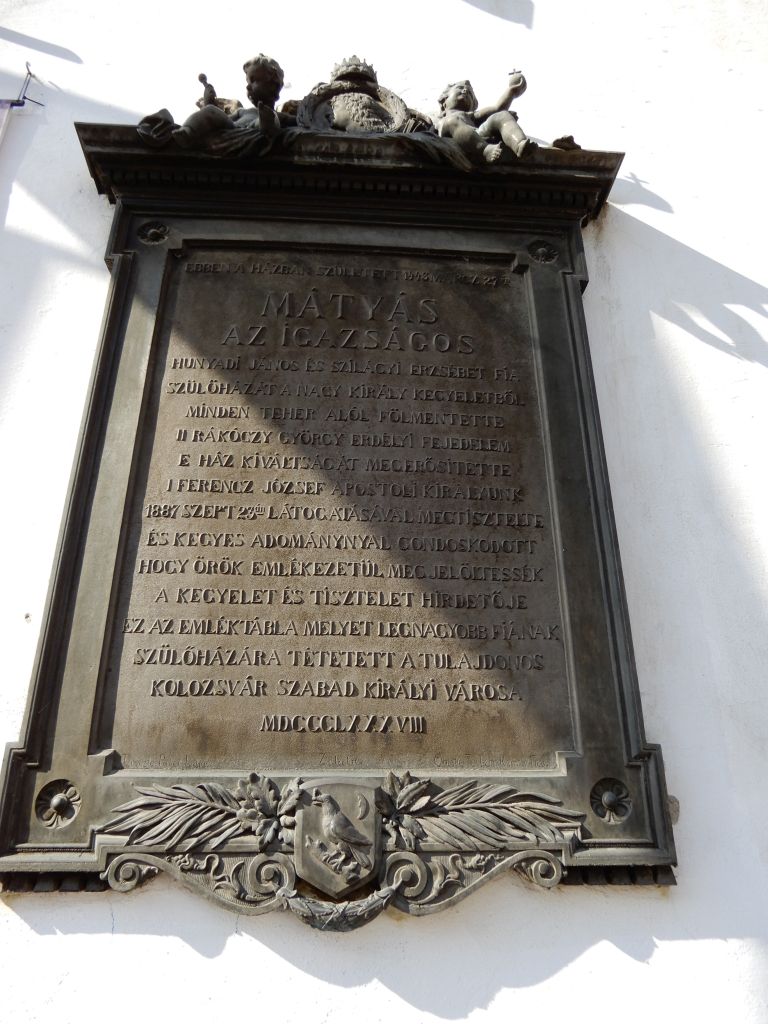 EBBEN A HÁZBAN SZÜLETETT 1443 MÁRCZ 27
MÁTYÁS
AZ IGAZSÁGOS
HUNYADI JÁNOS ÉS SZILÁGYI ERZSÉBET FIA
SZÜLŐHÁZÁT A NAGY KIRÁLY KEGYELETBŐL
MINDEN TEHER ALÓL FÖLMENTETTE
II RÁKÓCZY GYÖRGY ERDÉLYI FEJEDELEM
E HÁZ KIVÁLTSÁGÁT MEGERŐSITETTE
I FERENCZ JÓZSEF APOSTOLI KIRÁLYUNK
1887 SZEPT 23ÁN LÁTOGATÁSÁVAL MEGTISZTELTE
ÉS KEGYES ADOMÁNYNYAL GONDOSKODOTT
HOGY ÖRÖK EMLÉKEZETÜL MEGJELÖLTESSÉK
A KEGYELET ÉS TISZTELET HIRDETŐJE
EZ AZ EMLÉKTÁBLA MELYET LEGNAGYOBB FIÁNAK
SZÜLŐHÁZÁRA TÉTETETT A TULAJDONOS
KOLOZSVÁR SZABAD KIRÁLYI VÁROSA
MDCCCLXXXVIII